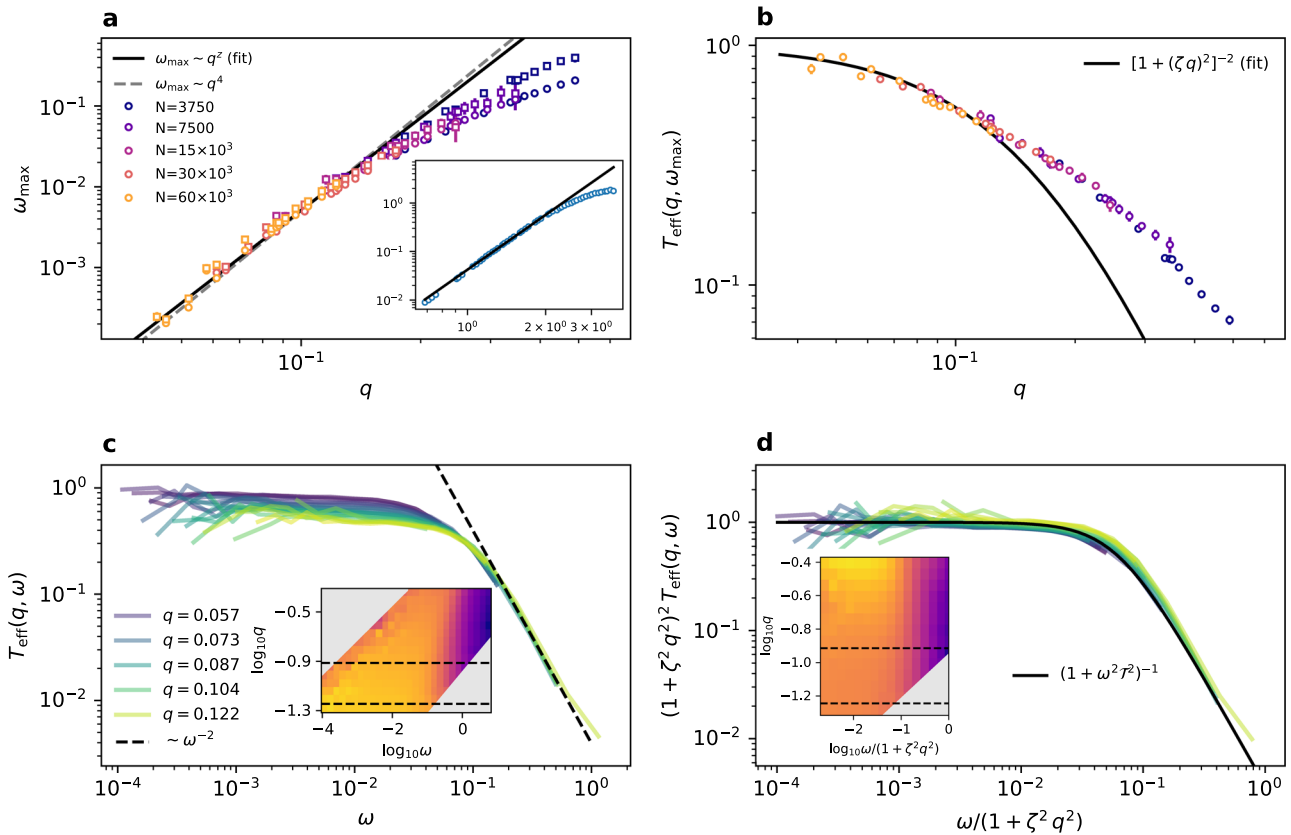 a
ω_max ~ q^z (fit)
ω_max ~ q^4
N=3750
N=7500
N=15×10^3
N=30×10^3
N=60×10^3
10^−1
10^−2
10^−3
ω_max
10^−1
q
10^0
10^−1
10^−2
10^0
2×10^0
3×10^0
b
[1 + (ζ q)^2]^−2 (fit)
10^0
10^−1
T_eff(q, ω_max)
10^−1
q
c
10^0
10^−1
10^−2
T_eff(q, ω)
q = 0.057
q = 0.073
q = 0.087
q = 0.104
q = 0.122
~ ω^−2
−0.5
−0.9
−1.3
log_10 q
−4
−2
0
log_10 ω
10^−4
10^−3
10^−2
10^−1
10^0
ω
d
10^0
10^−1
10^−2
(1 + ζ^2 q^2)^2 T_eff(q, ω)
−0.4
−0.6
−0.8
−1.0
−1.2
log_10 q
−2
−1
0
log_10 ω/(1 + ζ^2 q^2)
(1 + ω^2 𝒯^2)^−1
10^−4
10^−3
10^−2
10^−1
10^0
ω/(1 + ζ^2 q^2)